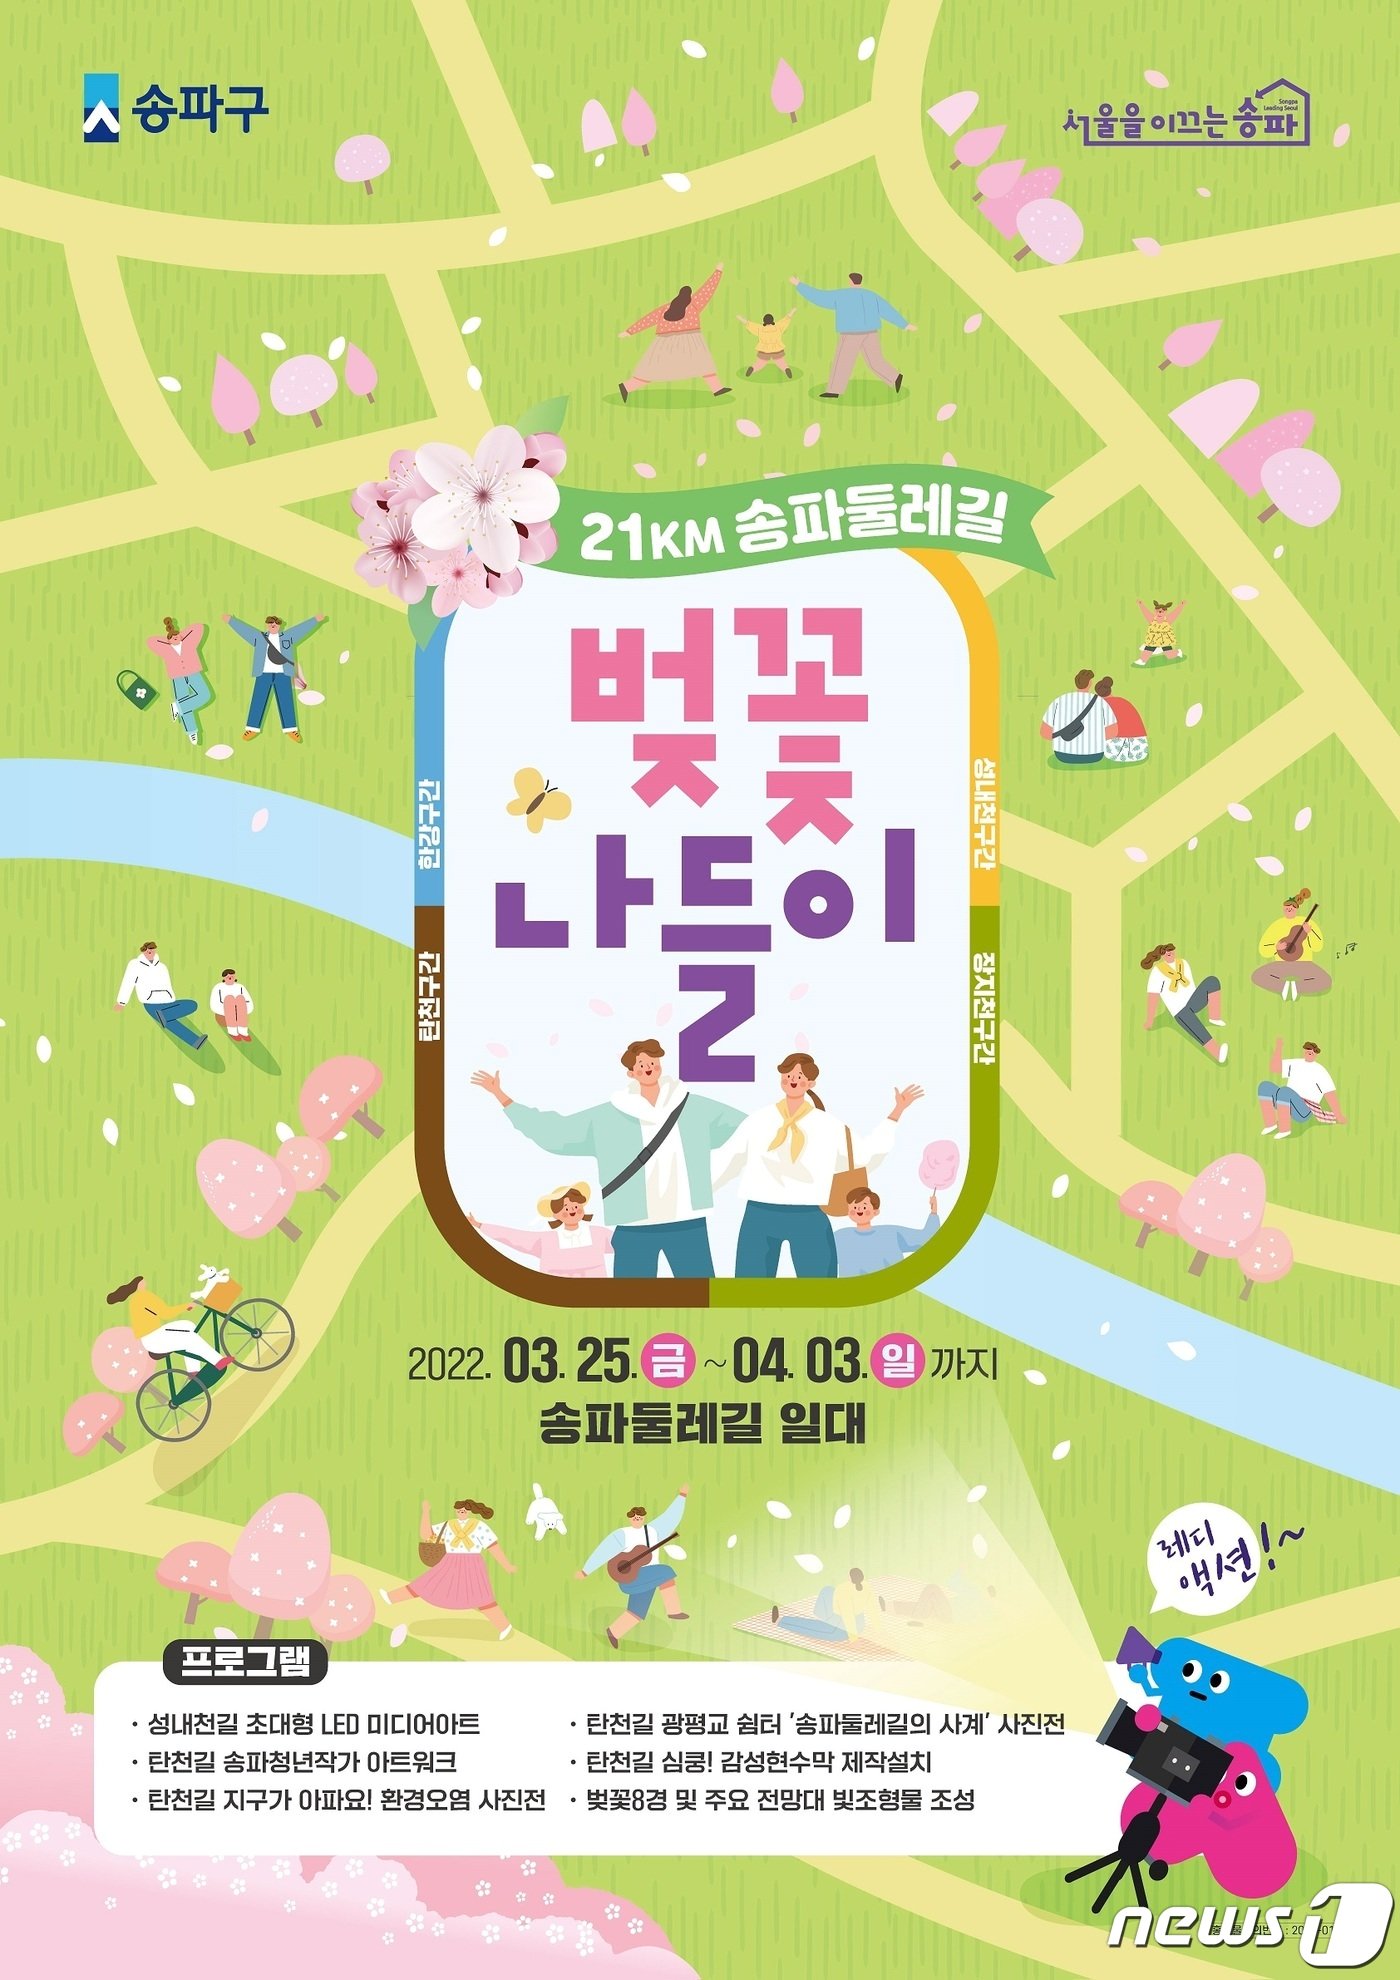 송파구
Songpa
Leading Seoul
서울을 이끄는 송파
21KM 송파둘레길
벚꽃
나들이
한강구간
탄천구간
성내천구간
장지천구간
2022. 03. 25. 금 ~ 04. 03. 일 까지
송파둘레길 일대
레디
액션!~
프로그램
· 성내천길 초대형 LED 미디어아트
· 탄천길 송파청년작가 아트워크
· 탄천길 지구가 아파요! 환경오염 사진전
· 탄천길 광평교 쉼터 '송파둘레길의 사계' 사진전
· 탄천길 심쿵! 감성현수막 제작설치
· 벚꽃8경 및 주요 전망대 빛조형물 조성
news1